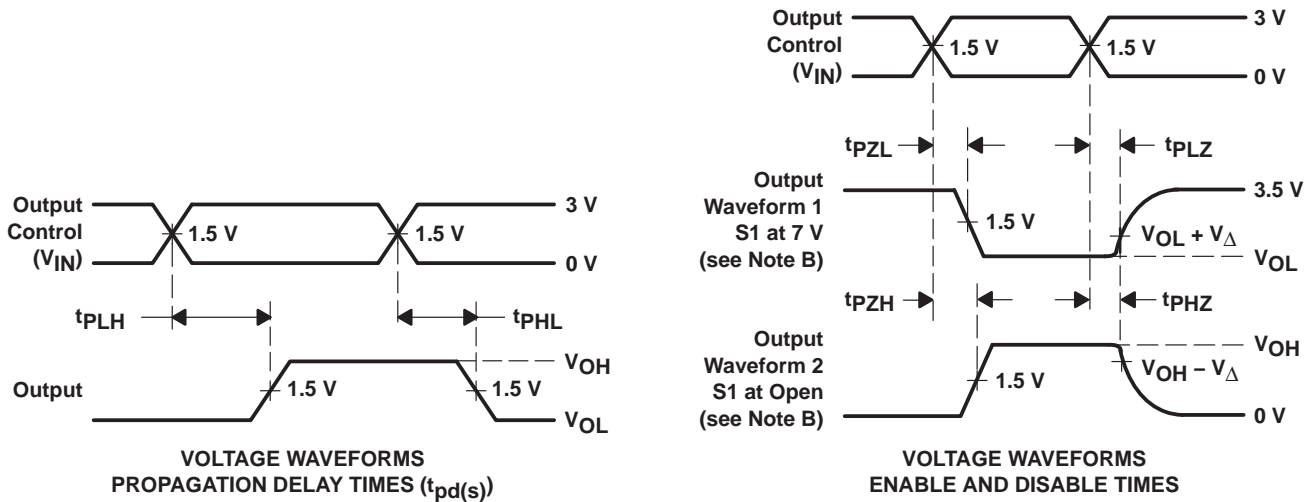 Output
Control
(VIN)
3 V
1.5 V
1.5 V
0 V
tPLH
tPHL
Output
VOH
1.5 V
1.5 V
VOL
VOLTAGE WAVEFORMS
PROPAGATION DELAY TIMES (tpd(s))
Output
Control
(VIN)
3 V
1.5 V
1.5 V
0 V
tPZL
tPLZ
Output
Waveform 1
S1 at 7 V
(see Note B)
3.5 V
1.5 V
VOL + VΔ
VOL
tPZH
tPHZ
Output
Waveform 2
S1 at Open
(see Note B)
VOH
1.5 V
VOH − VΔ
0 V
VOLTAGE WAVEFORMS
ENABLE AND DISABLE TIMES